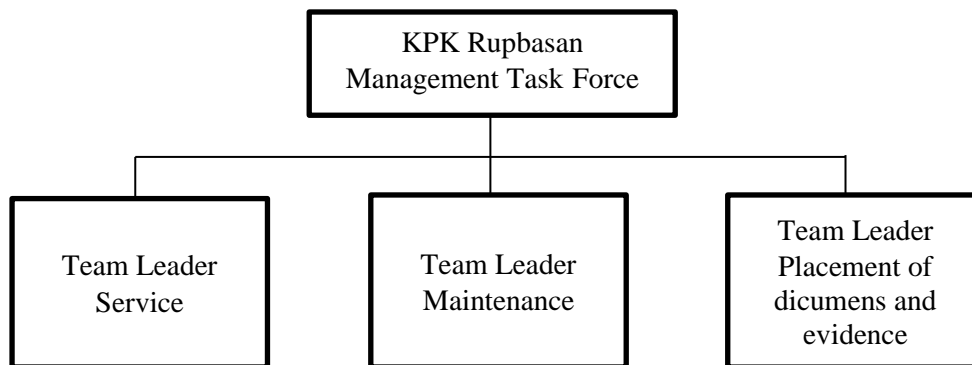 KPK Rupbasan
Management Task Force
Team Leader
Service
Team Leader
Maintenance
Team Leader
Placement of
dicumens and
evidence